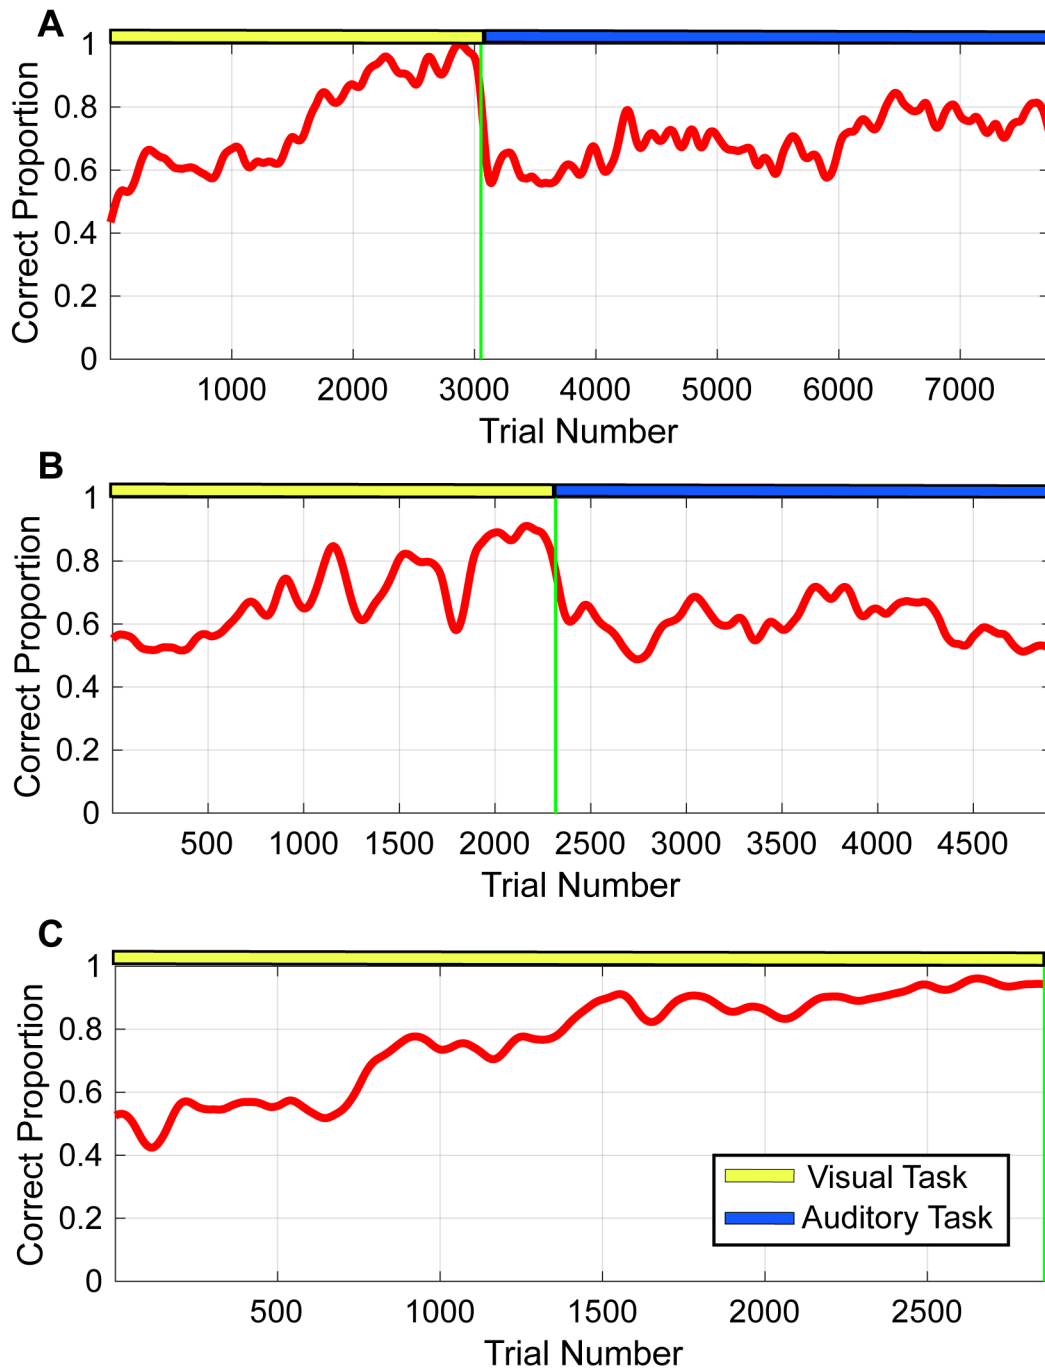 A
Correct Proportion
1
0.8
0.6
0.4
0.2
0
1000 2000 3000 4000 5000 6000 7000
Trial Number
B
Correct Proportion
1
0.8
0.6
0.4
0.2
0
500 1000 1500 2000 2500 3000 3500 4000 4500
Trial Number
C
Correct Proportion
1
0.8
0.6
0.4
0.2
0
Visual Task
Auditory Task
500 1000 1500 2000 2500
Trial Number